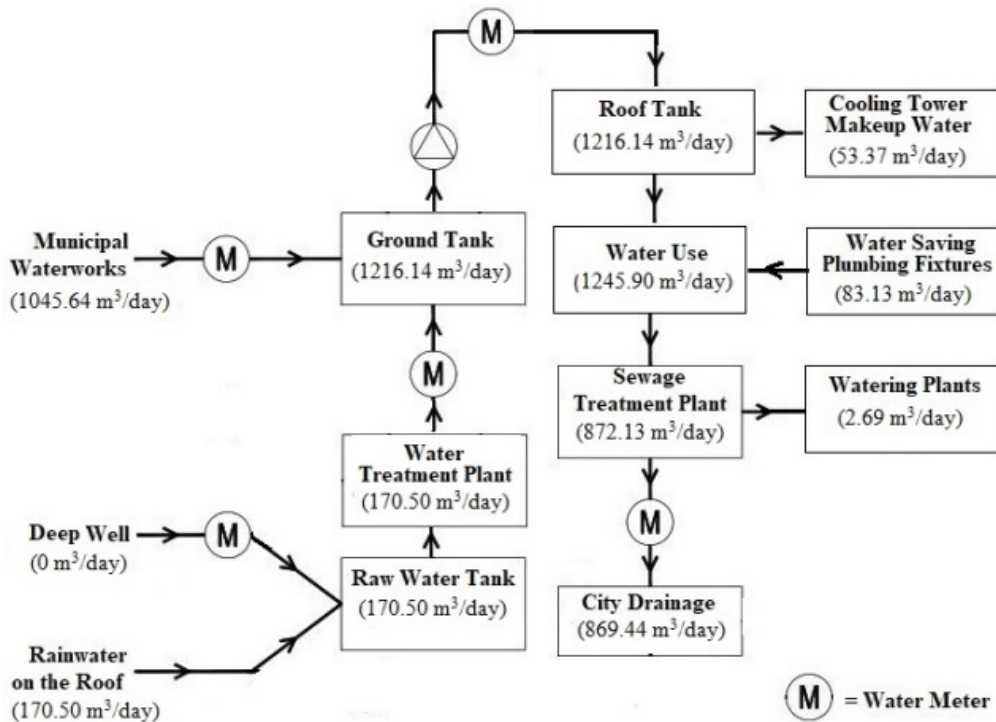 M
Roof Tank
(1216.14 m³/day)
Cooling Tower
Makeup Water
(53.37 m³/day)
Municipal
Waterworks
(1045.64 m³/day)
M
Ground Tank
(1216.14 m³/day)
Water Use
(1245.90 m³/day)
Water Saving
Plumbing Fixtures
(83.13 m³/day)
M
Sewage
Treatment Plant
(872.13 m³/day)
Watering Plants
(2.69 m³/day)
Water
Treatment Plant
(170.50 m³/day)
Deep Well
(0 m³/day)
M
M
Raw Water Tank
(170.50 m³/day)
City Drainage
(869.44 m³/day)
Rainwater
on the Roof
(170.50 m³/day)
M = Water Meter